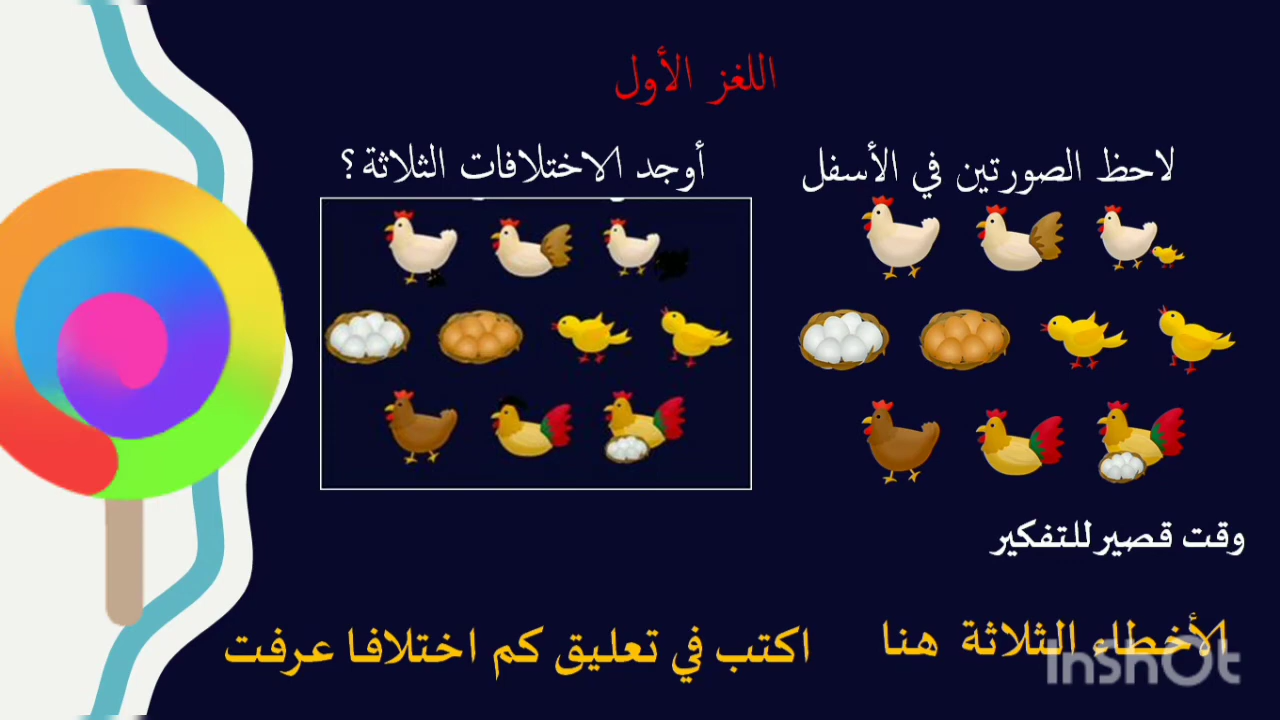 اللغز الأول
لاحظ الصورتين في الأسفل
أوجد الاختلافات الثلاثة؟
وقت قصير للتفكير
الأخطاء الثلاثة هنا
اكتب في تعليق كم اختلافا عرفت
InShOt